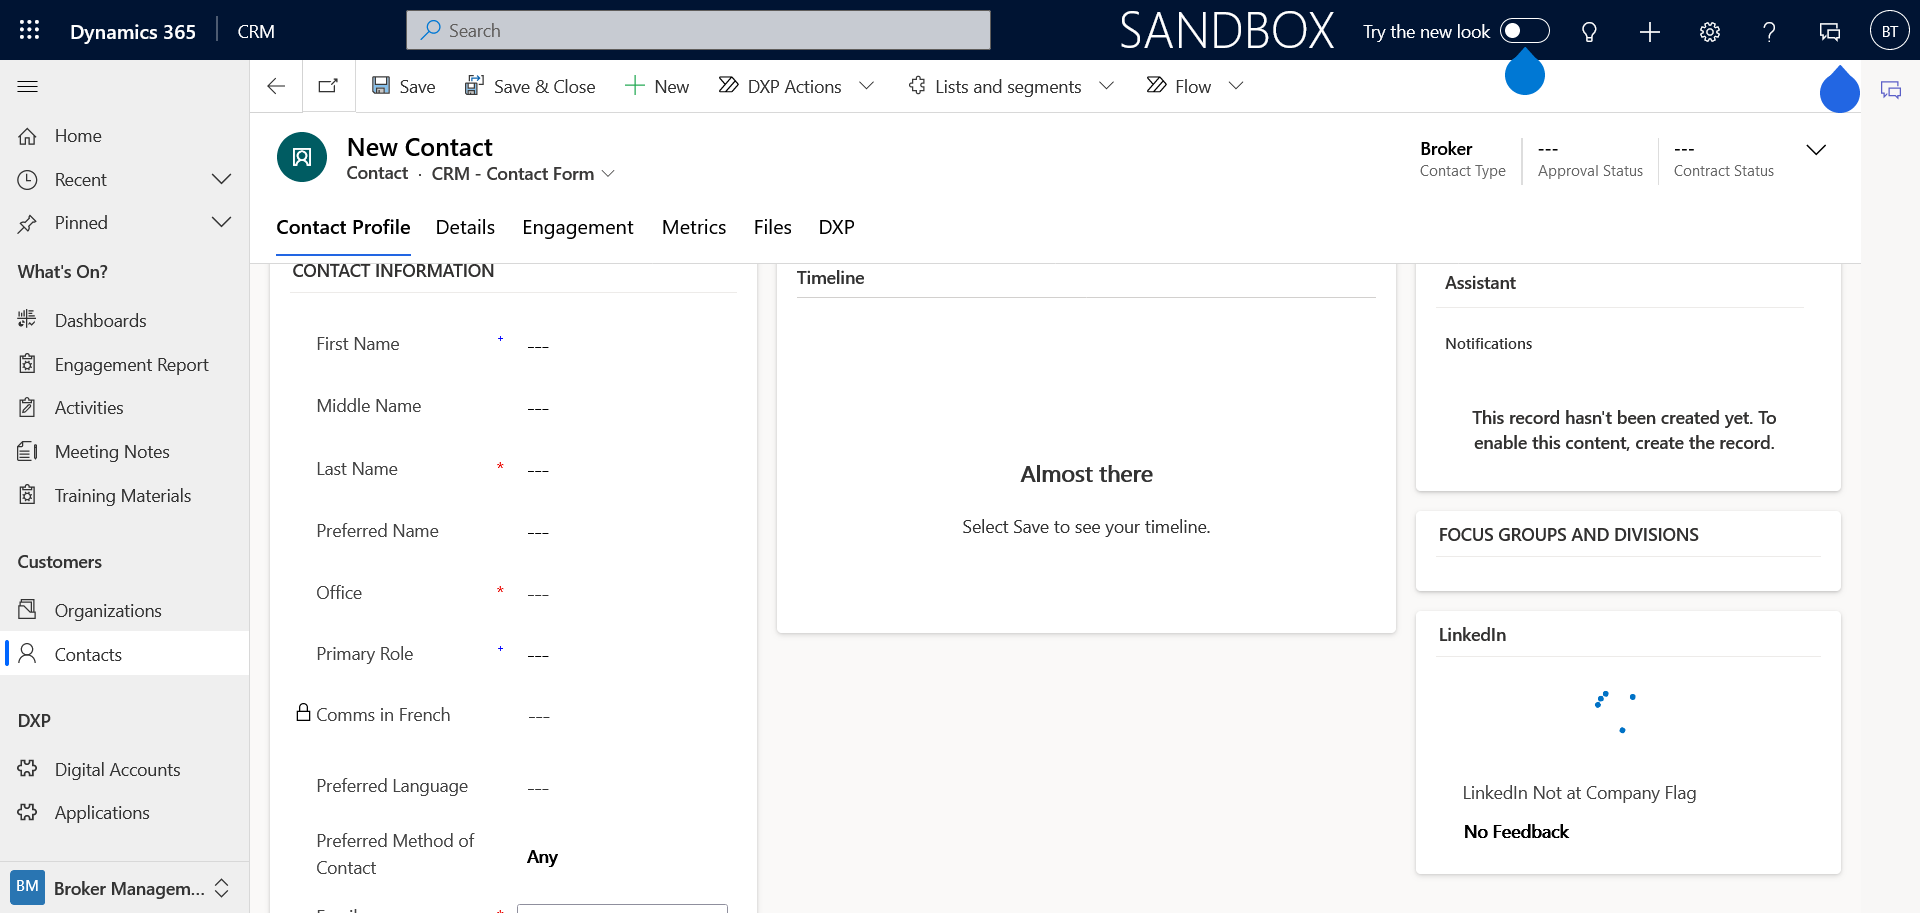 Dynamics 365
CRM
Search
SANDBOX
Try the new look
BT
Save
Save & Close
New
DXP Actions
Lists and segments
Flow
Home
Recent
Pinned
What's On?
Dashboards
Engagement Report
Activities
Meeting Notes
Training Materials
Customers
Organizations
Contacts
DXP
Digital Accounts
Applications
BM
Broker Managem...
New Contact
Contact · CRM - Contact Form
Broker
Contact Type
---
Approval Status
---
Contract Status
Contact Profile
Details
Engagement
Metrics
Files
DXP
CONTACT INFORMATION
First Name + ---
Middle Name ---
Last Name * ---
Preferred Name ---
Office * ---
Primary Role + ---
Comms in French ---
Preferred Language ---
Preferred Method of
Contact
Any
Timeline
Almost there
Select Save to see your timeline.
Assistant
Notifications
This record hasn't been created yet. To
enable this content, create the record.
FOCUS GROUPS AND DIVISIONS
LinkedIn
LinkedIn Not at Company Flag
No Feedback